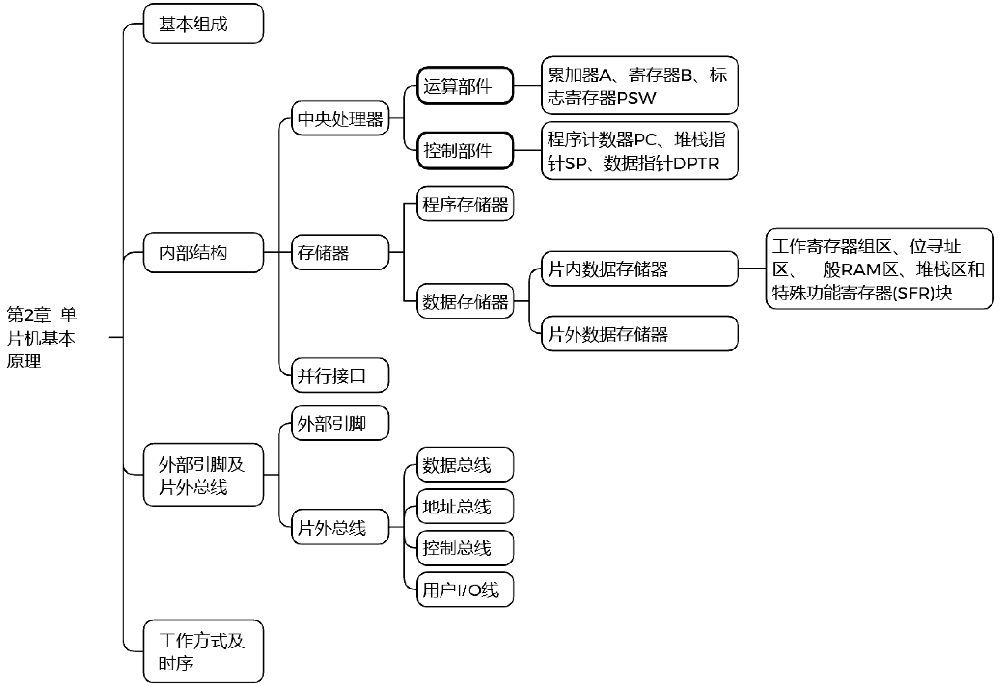 基本组成
累加器A、寄存器B、标
志寄存器PSW
运算部件
中央处理器
控制部件
程序计数器PC、堆栈指
针SP、数据指针DPTR
程序存储器
内部结构
存储器
数据存储器
片内数据存储器
工作寄存器组区、位寻址
区、一般RAM区、堆栈区和
特殊功能寄存器(SFR)块
片外数据存储器
第2章 单
片机基本
原理
并行接口
外部引脚
外部引脚及
片外总线
片外总线
数据总线
地址总线
控制总线
用户I/O线
工作方式及
时序